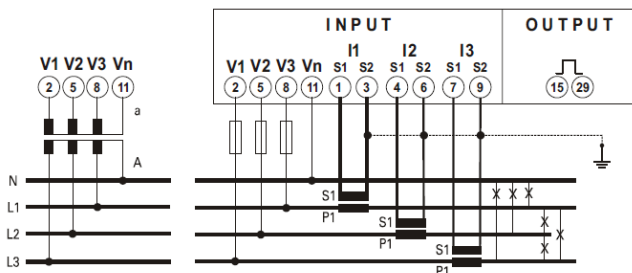 INPUT
OUTPUT
V1 V2 V3 Vn
2 5 8 11
a
A
V1 V2 V3 Vn
I1 I2 I3
S1 S2 S1 S2 S1 S2
2 5 8 11 1 3 4 6 7 9
15 29
N
L1
L2
L3
S1
P1
S1
P1
S1
P1